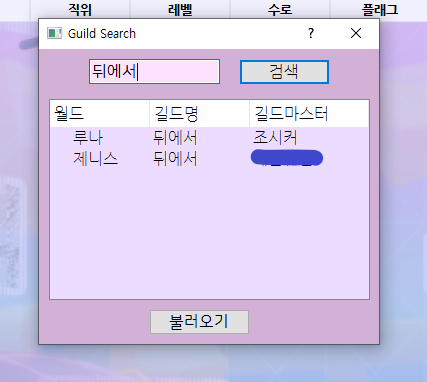 직위 레벨 수로 플래그
Guild Search ?
뒤에서 검색
월드 길드명 길드마스터
루나 뒤에서 조시커
제니스 뒤에서
불러오기